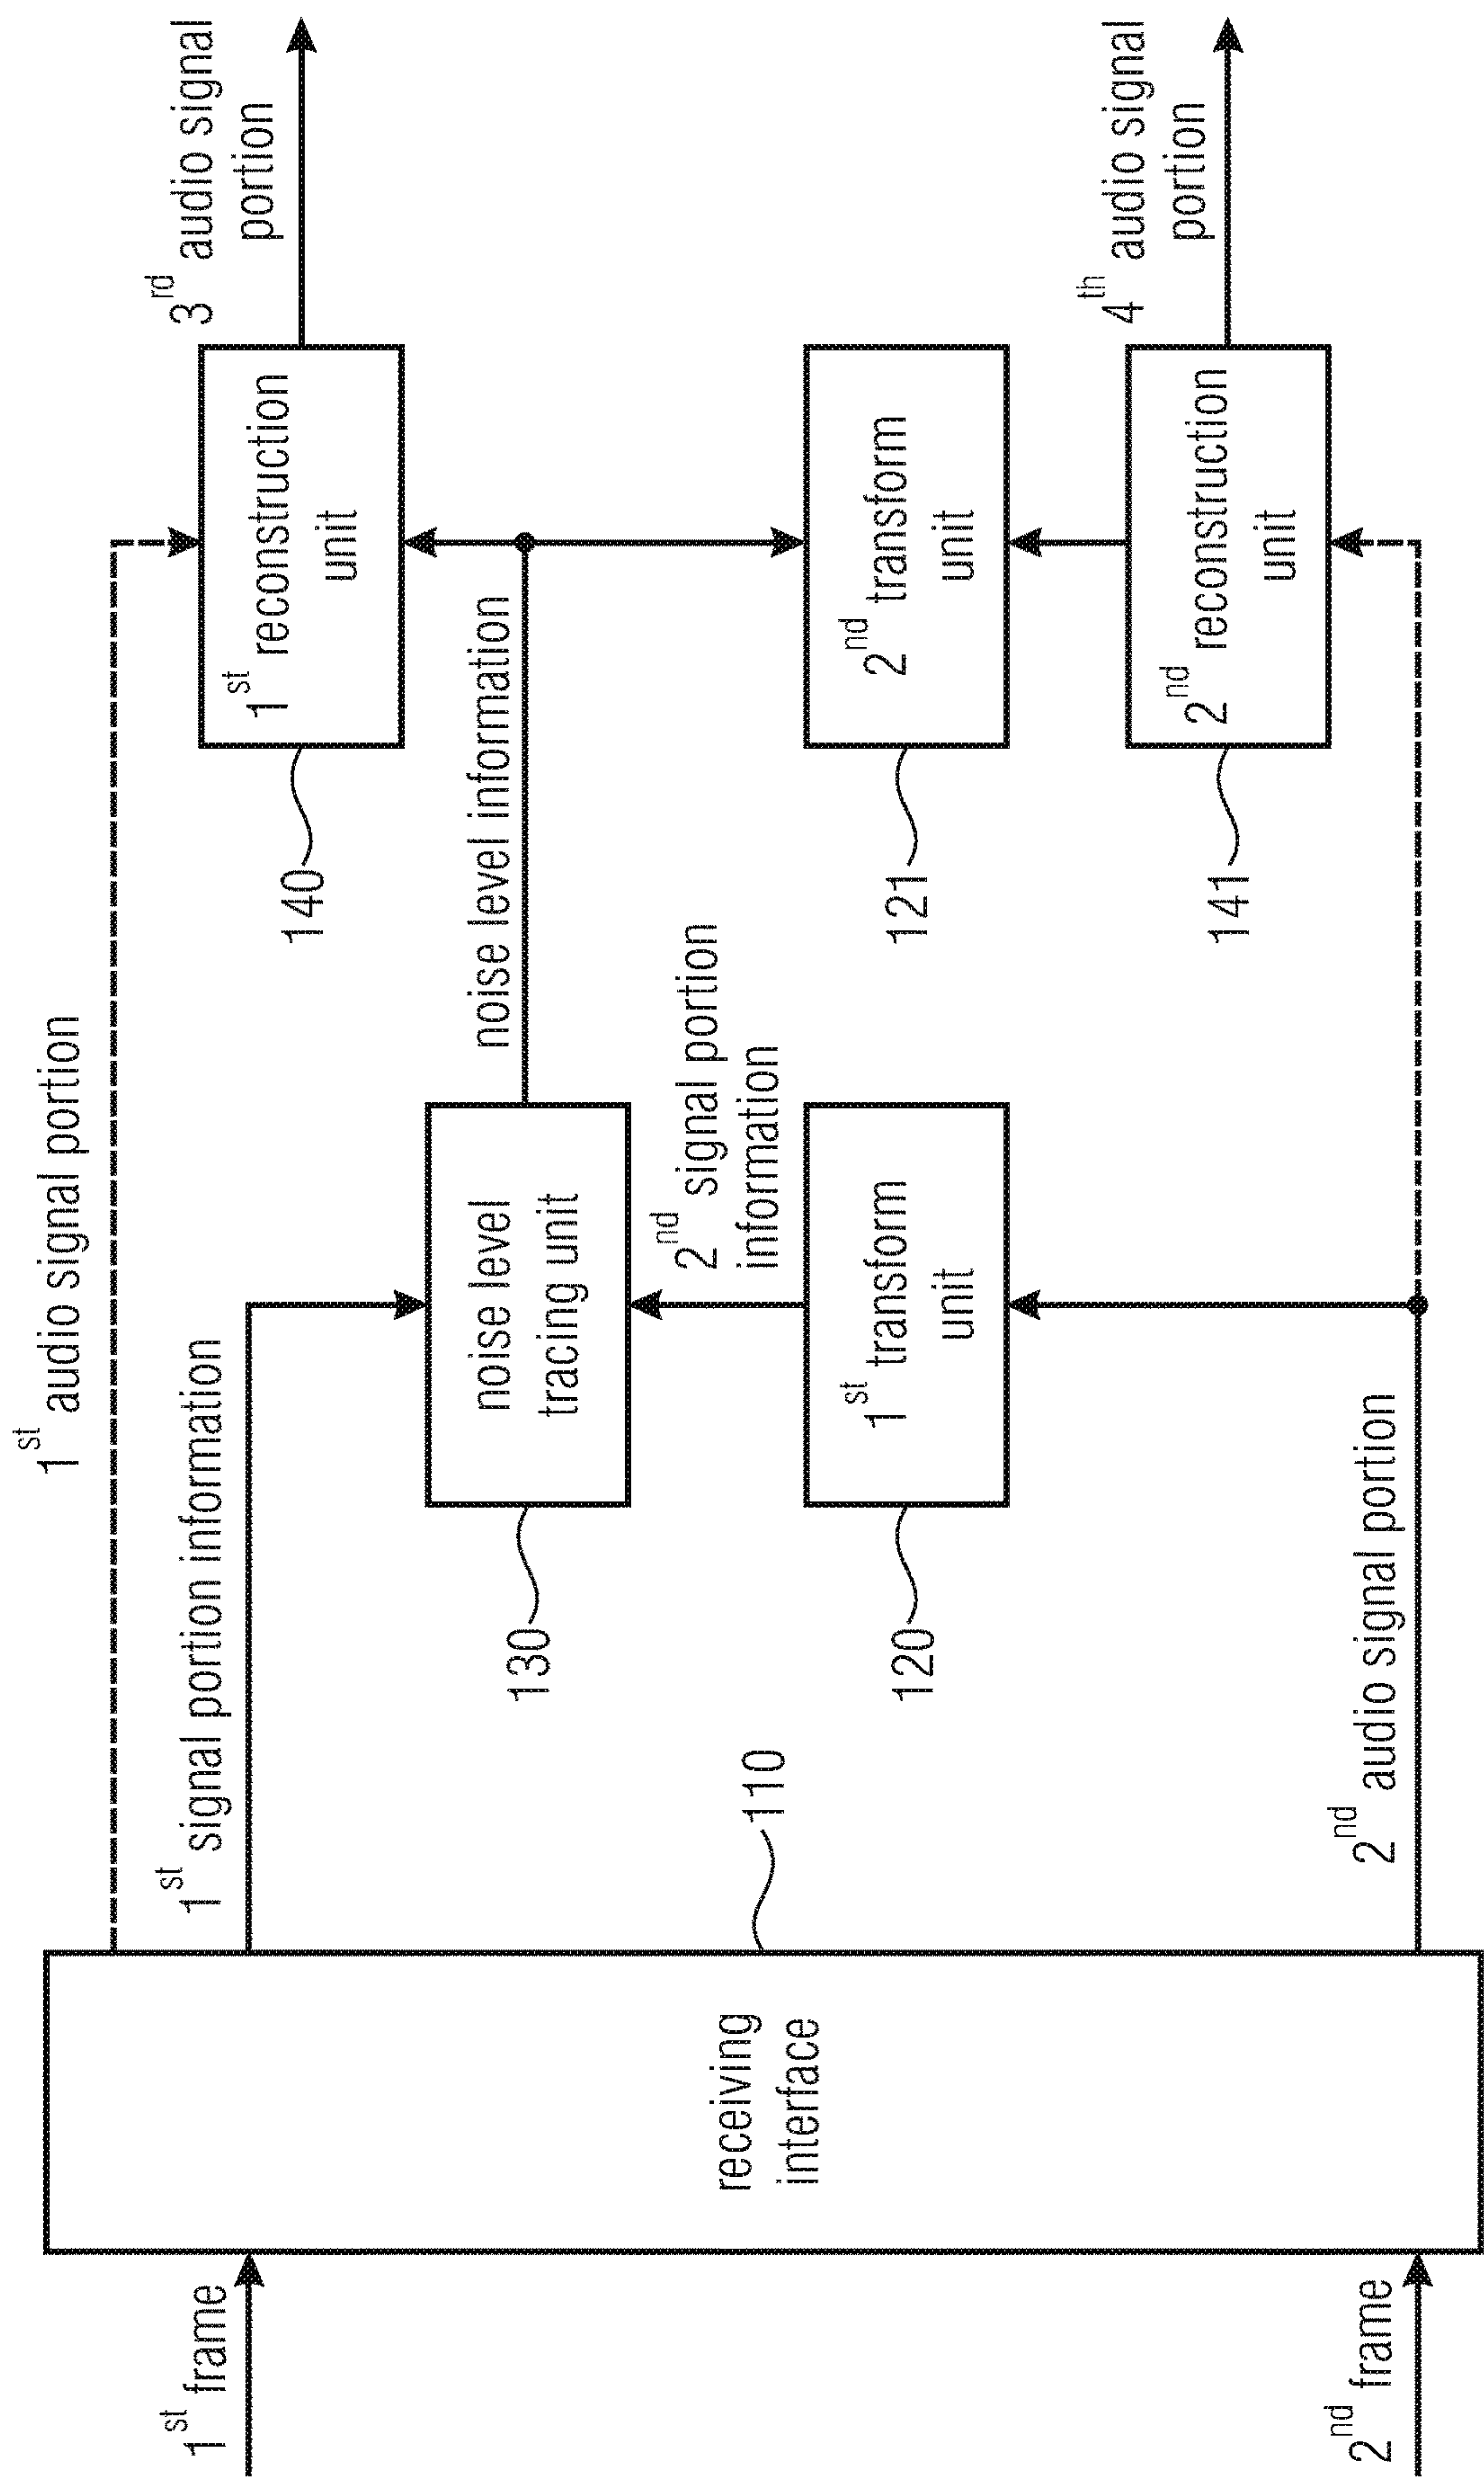 1st audio signal portion
1st signal portion information
3rd audio signal
portion
1st reconstruction
unit
140
noise level information
noise level
tracing unit
130
2nd signal portion
information
1st transform
unit
120
2nd transform
unit
121
2nd reconstruction
unit
141
4th audio signal
portion
110
receiving
interface
1st frame
2nd frame
2nd audio signal portion